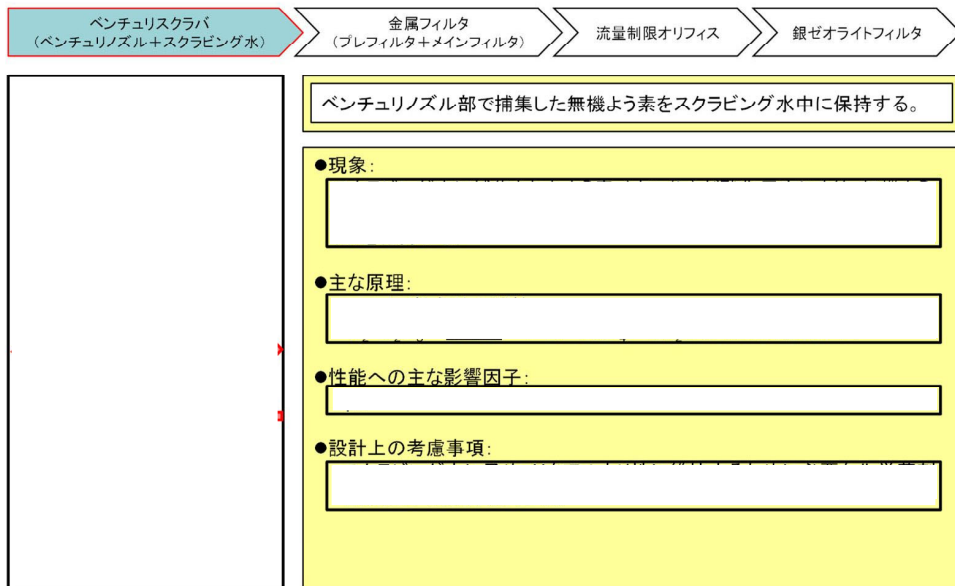 ベンチュリスクラバ
（ベンチュリノズル＋スクラビング水）
金属フィルタ
（プレフィルタ＋メインフィルタ）
流量制限オリフィス
銀ゼオライトフィルタ
ベンチュリノズル部で捕集した無機よう素をスクラビング水中に保持する。
●現象：
●主な原理：
●性能への主な影響因子：
●設計上の考慮事項：